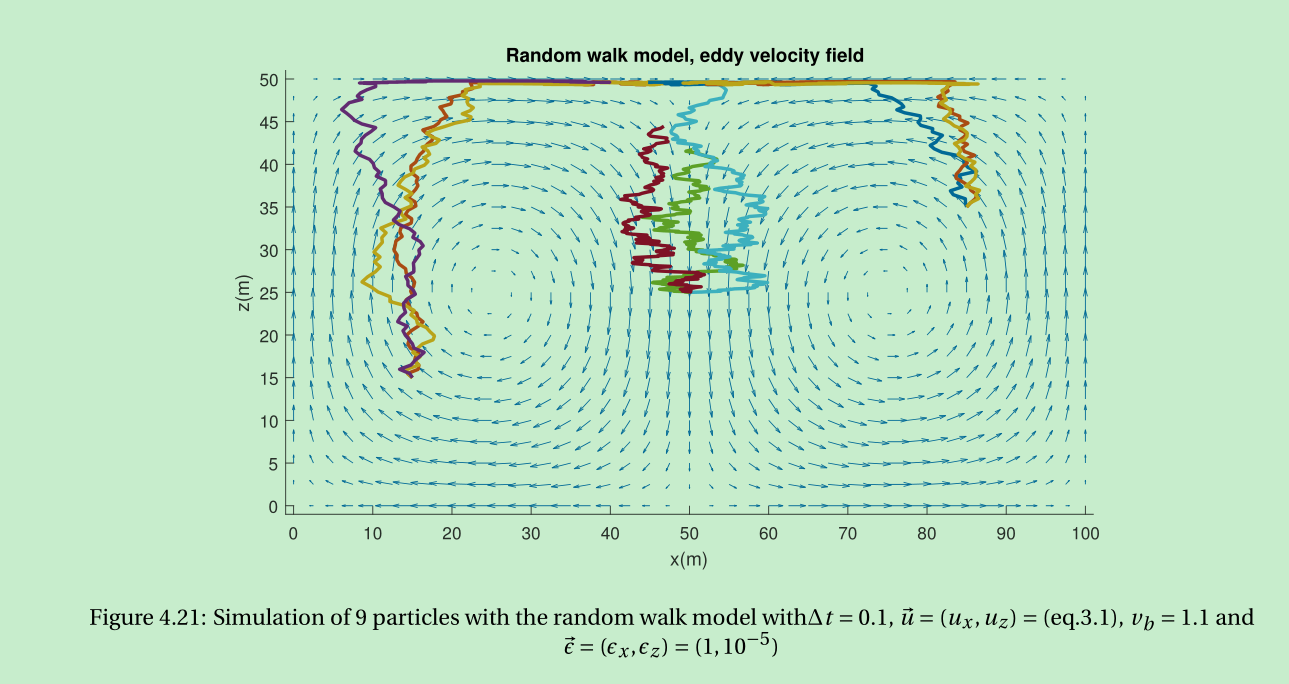 Random walk model, eddy velocity field
50
45
40
35
30
25
20
15
10
5
0
z(m)
0 10 20 30 40 50 60 70 80 90 100
x(m)
Figure 4.21: Simulation of 9 particles with the random walk model withΔt = 0.1, u⃗ = (uₓ, u_z) = (eq.3.1), v_b = 1.1 and
ϵ⃗ = (ϵₓ, ϵ_z) = (1, 10⁻⁵)